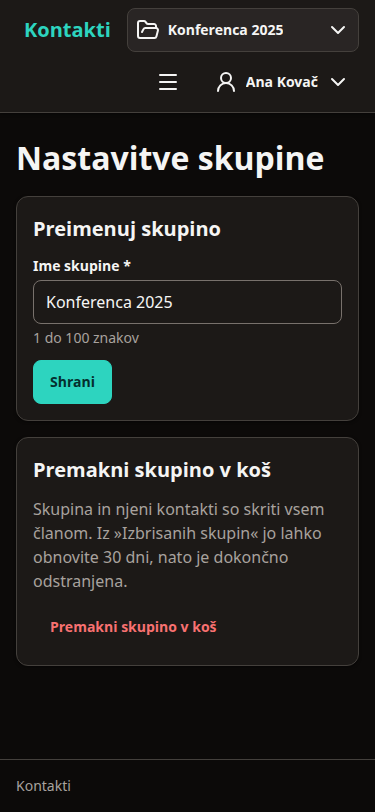 Kontakti
Konferenca 2025
Ana Kovač
Nastavitve skupine
Preimenuj skupino
Ime skupine *
Konferenca 2025
1 do 100 znakov
Shrani
Premakni skupino v koš
Skupina in njeni kontakti so skriti vsem
članom. Iz »Izbrisanih skupin« jo lahko
obnovite 30 dni, nato je dokončno
odstranjena.
Premakni skupino v koš
Kontakti